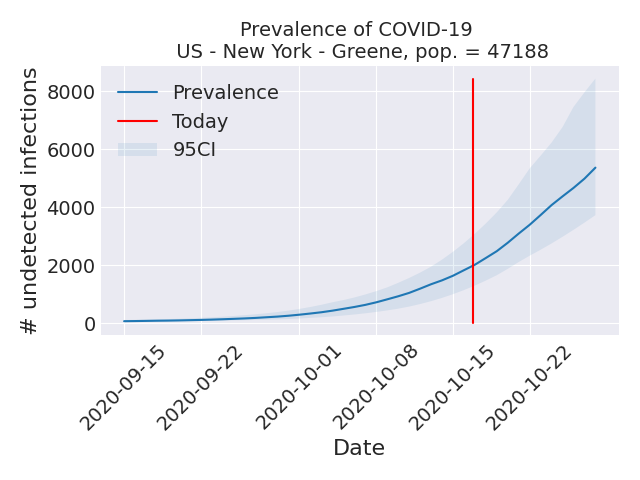 Prevalence of COVID-19
US - New York - Greene, pop. = 47188
# undetected infections
8000
6000
4000
2000
0
Prevalence
Today
95CI
2020-09-15
2020-09-22
2020-10-01
2020-10-08
2020-10-15
2020-10-22
Date